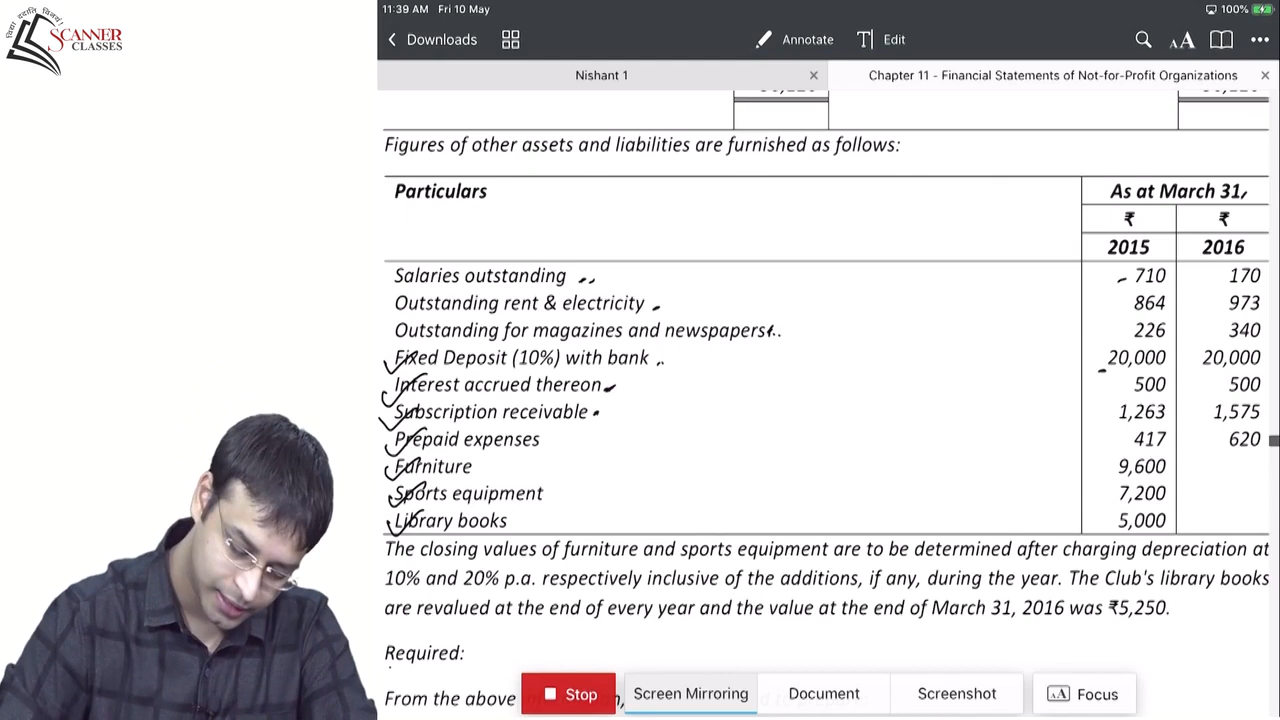 विद्या ददाति विनयं
SCANNER
CLASSES
11:39 AM Fri 10 May
100%
Downloads
Annotate
Edit
AA
Nishant 1
Chapter 11 - Financial Statements of Not-for-Profit Organizations
Figures of other assets and liabilities are furnished as follows:
Particulars As at March 31,
₹ ₹
2015 2016
Salaries outstanding 710 170
Outstanding rent & electricity 864 973
Outstanding for magazines and newspapers 226 340
Fixed Deposit (10%) with bank 20,000 20,000
Interest accrued thereon 500 500
Subscription receivable 1,263 1,575
Prepaid expenses 417 620
Furniture 9,600
Sports equipment 7,200
Library books 5,000
The closing values of furniture and sports equipment are to be determined after charging depreciation at
10% and 20% p.a. respectively inclusive of the additions, if any, during the year. The Club's library books
are revalued at the end of every year and the value at the end of March 31, 2016 was ₹5,250.
Required:
From the above
Stop
Screen Mirroring
Document
Screenshot
AA Focus